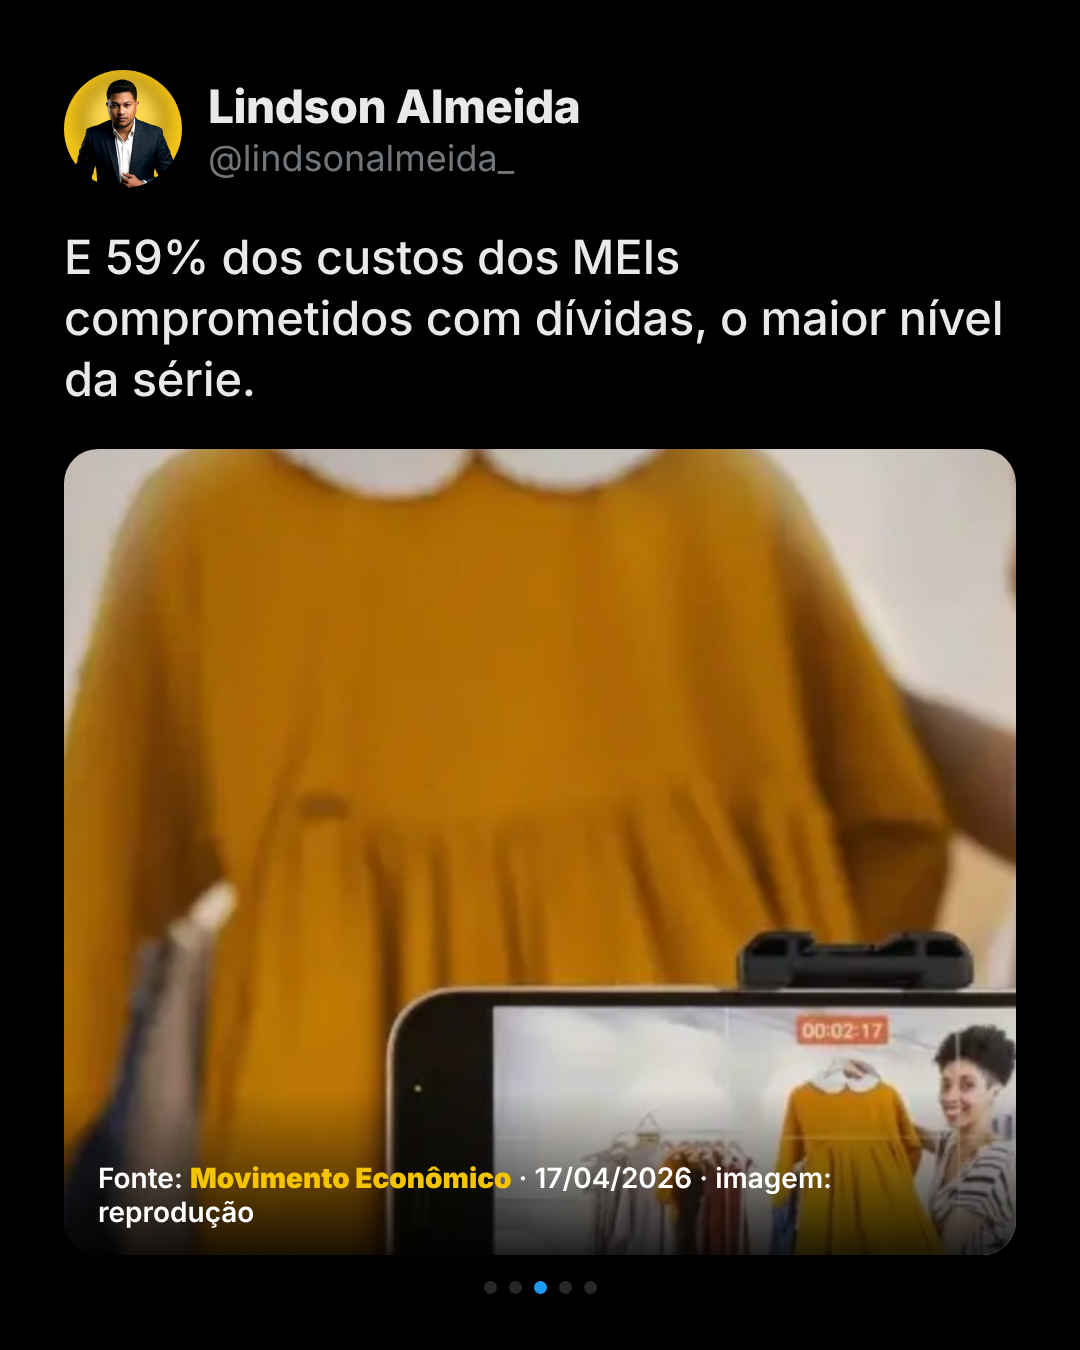 Lindson Almeida
@lindsonalmeida_
E 59% dos custos dos MEIs
comprometidos com dívidas, o maior nível
da série.
00:02:17
Fonte: Movimento Econômico · 17/04/2026 · imagem:
reprodução